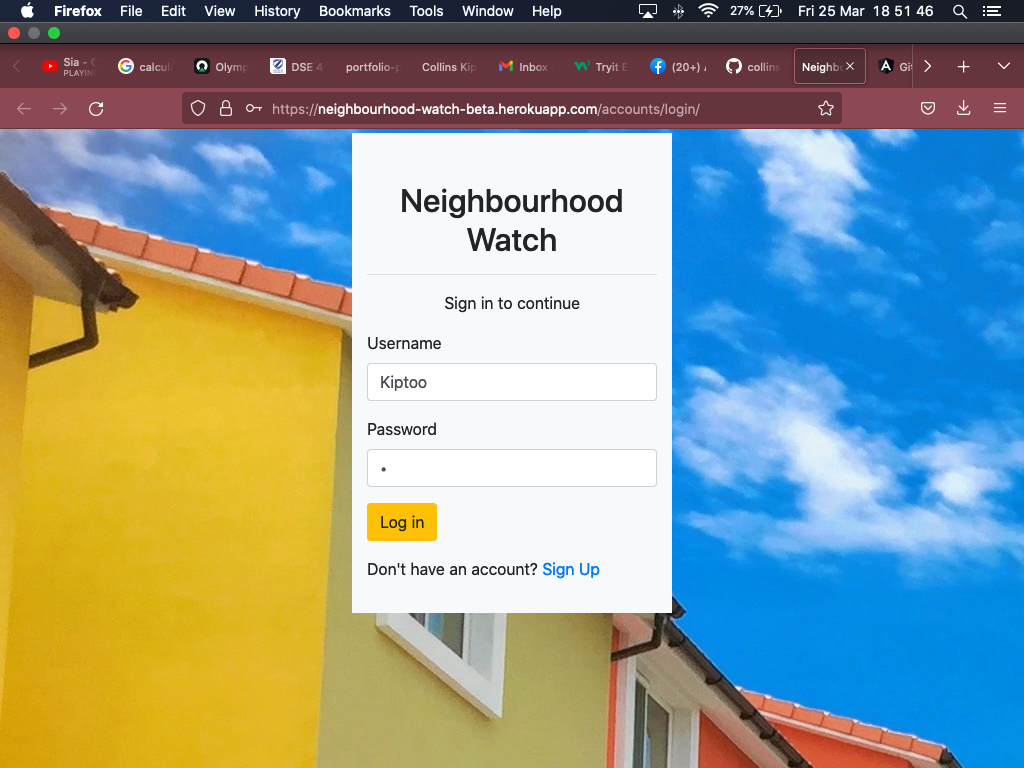 Firefox File Edit View History Bookmarks Tools Window Help 27% Fri 25 Mar 18 51 46
Sia - PLAYING calcul Olymp DSE 4 portfolio-p Collins Kip Inbox Tryit E (20+) collins Neighb Git
https://neighbourhood-watch-beta.herokuapp.com/accounts/login/
Neighbourhood
Watch
Sign in to continue
Username
Kiptoo
Password
•
Log in
Don't have an account? Sign Up